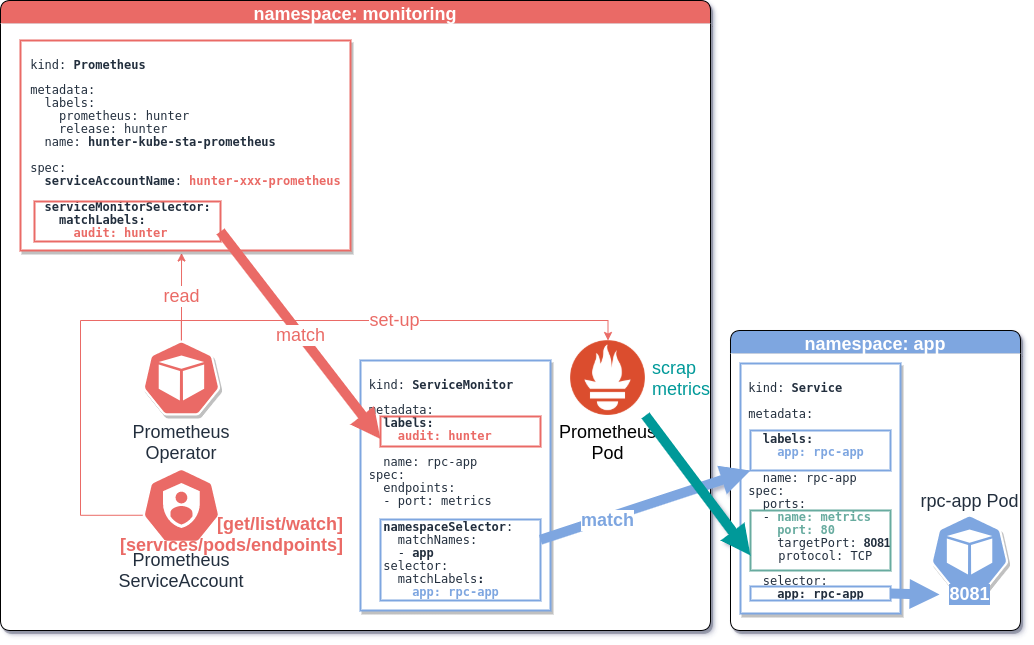 namespace: monitoring
kind: Prometheus
metadata:
labels:
prometheus: hunter
release: hunter
name: hunter-kube-sta-prometheus
spec:
serviceAccountName: hunter-xxx-prometheus
serviceMonitorSelector:
matchLabels:
audit: hunter
read
set-up
match
Prometheus
Operator
[get/list/watch]
[services/pods/endpoints]
Prometheus
ServiceAccount
kind: ServiceMonitor
metadata:
labels:
audit: hunter
name: rpc-app
spec:
endpoints:
- port: metrics
namespaceSelector:
matchNames:
- app
selector:
matchLabels:
app: rpc-app
Prometheus
Pod
scrap
metrics
match
namespace: app
kind: Service
metadata:
labels:
app: rpc-app
name: rpc-app
spec:
ports:
- name: metrics
port: 80
targetPort: 8081
protocol: TCP
selector:
app: rpc-app
rpc-app Pod
8081